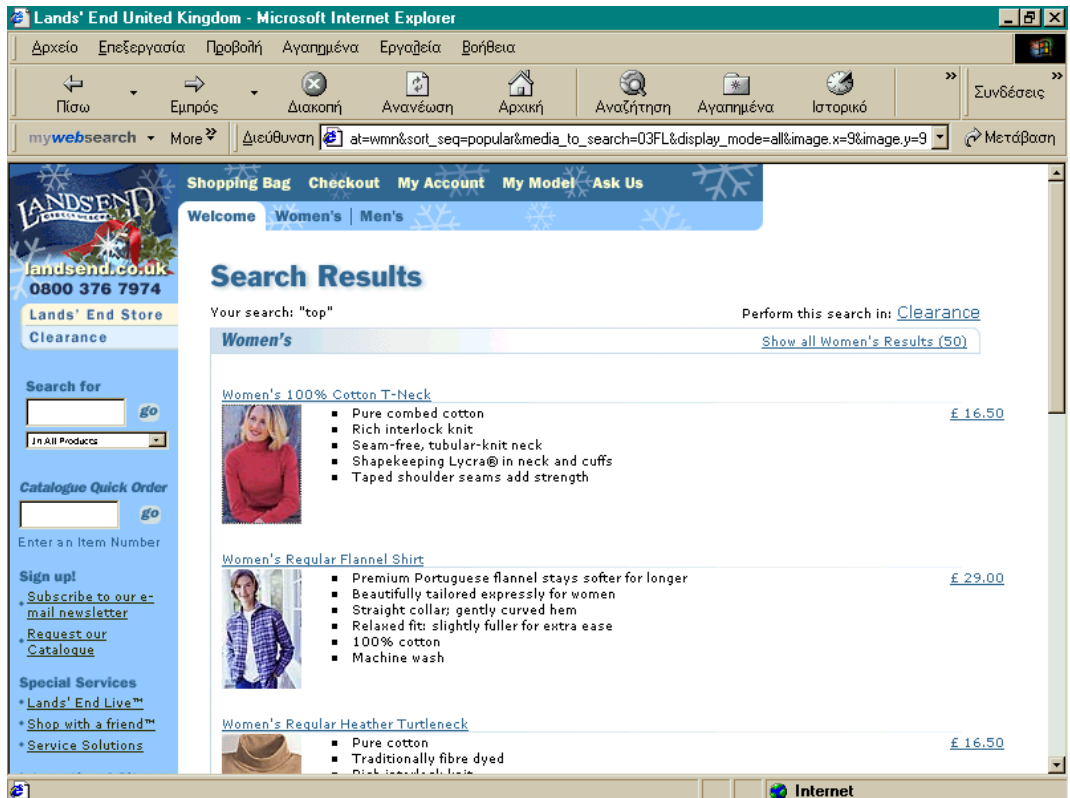 Lands' End United Kingdom - Microsoft Internet Explorer
Αρχείο Επεξεργασία Προβολή Αγαπημένα Εργαλεία Βοήθεια
Πίσω Εμπρός Διακοπή Ανανέωση Αρχική Αναζήτηση Αγαπημένα Ιστορικό » Συνδέσεις »
mywebsearch More Διεύθυνση at=wmn&sort_seq=popular&media_to_search=03FL&display_mode=all&image.x=9&image.y=9 Μετάβαση
LANDS' END
landsend.co.uk
0800 376 7974
Lands' End Store
Clearance
Shopping Bag Checkout My Account My Model Ask Us
Welcome Women's | Men's
Search for
go
In All Products
Catalogue Quick Order
go
Enter an Item Number
Sign up!
Subscribe to our e-
mail newsletter
Request our
Catalogue
Special Services
Lands' End Live™
Shop with a friend™
Service Solutions
Search Results
Your search: "top" Perform this search in: Clearance
Women's Show all Women's Results (50)
Women's 100% Cotton T-Neck
Pure combed cotton £ 16.50
Rich interlock knit
Seam-free, tubular-knit neck
Shapekeeping Lycra® in neck and cuffs
Taped shoulder seams add strength
Women's Regular Flannel Shirt
Premium Portuguese flannel stays softer for longer £ 29.00
Beautifully tailored expressly for women
Straight collar; gently curved hem
Relaxed fit: slightly fuller for extra ease
100% cotton
Machine wash
Women's Regular Heather Turtleneck
Pure cotton £ 16.50
Traditionally fibre dyed
Internet